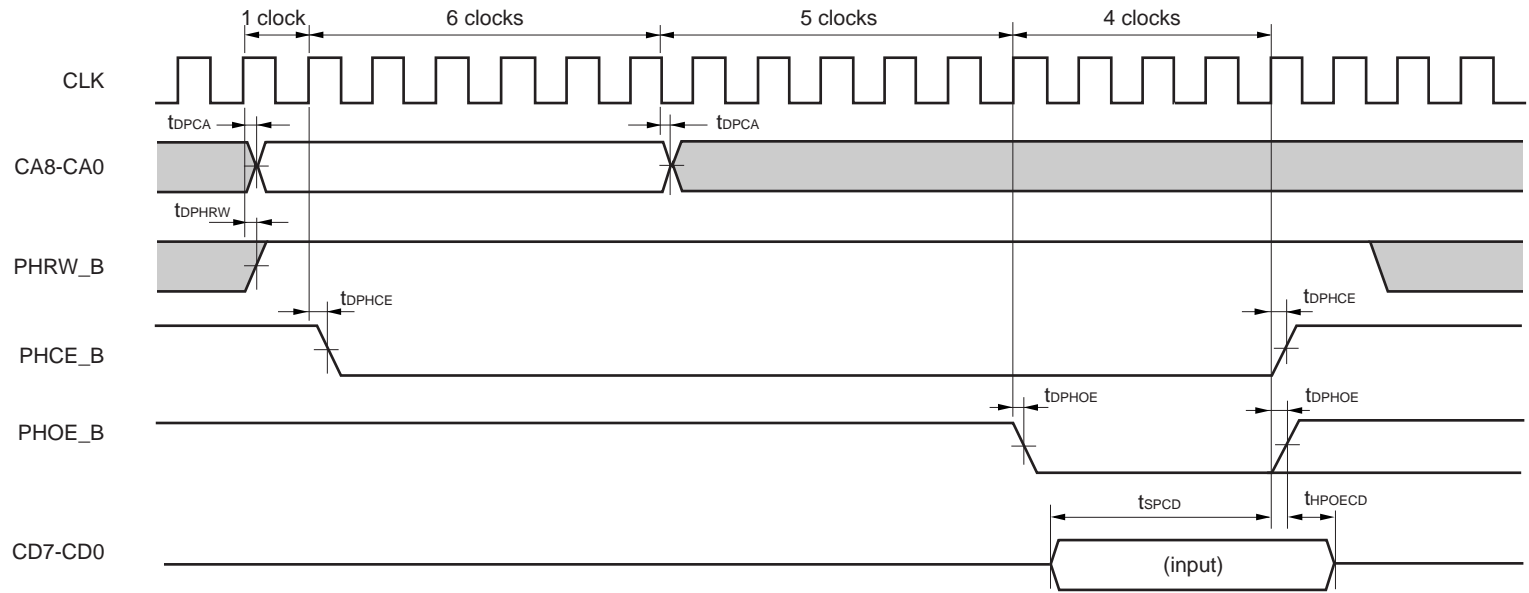 1 clock 6 clocks 5 clocks 4 clocks
CLK
tDPCA tDPCA
CA8-CA0
tDPHRW
PHRW_B
tDPHCE tDPHCE
PHCE_B
tDPHOE tDPHOE
PHOE_B
tSPCD tHPOECD
CD7-CD0
(input)